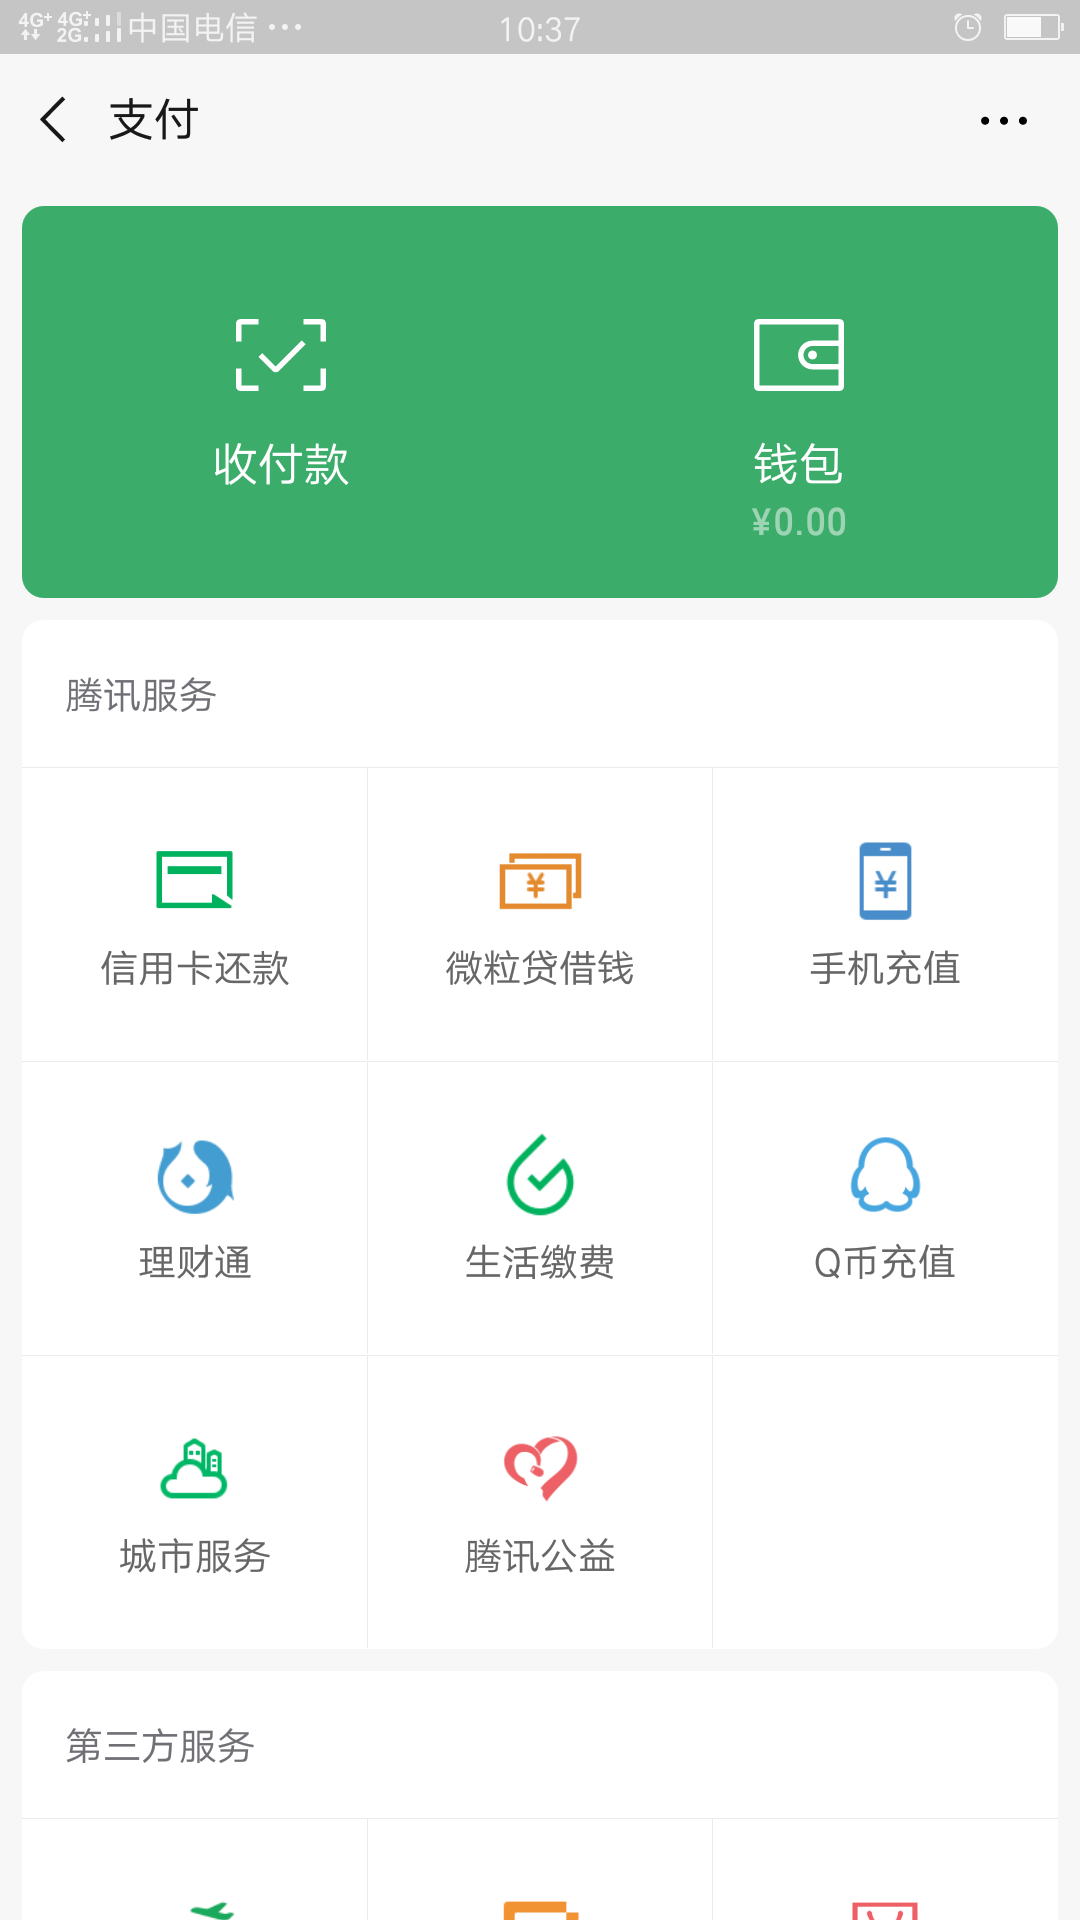 4G+ 4G+ 2G 中国电信 ··· 10:37
支付
收付款 钱包
¥0.00
腾讯服务
信用卡还款 微粒贷借钱 手机充值
理财通 生活缴费 Q币充值
城市服务 腾讯公益
第三方服务